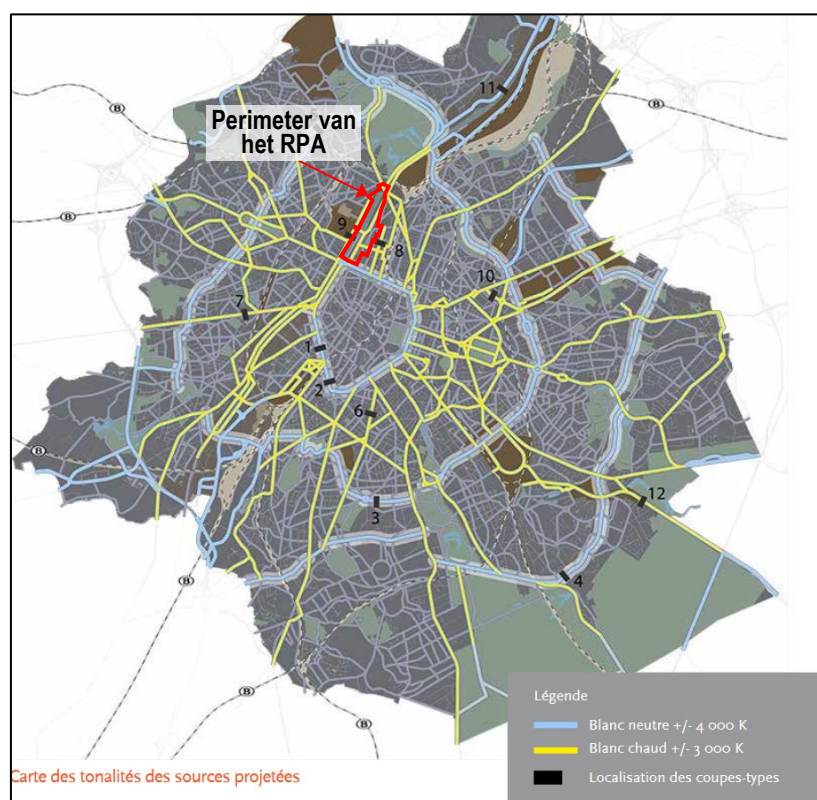 11
Perimeter van
het RPA
B
B
B
9
8
10
7
1
2
6
B
3
12
B
4
B
B
Légende
Blanc neutre +/- 4 000 K
Blanc chaud +/- 3 000 K
Localisation des coupes-types
Carte des tonalités des sources projetées